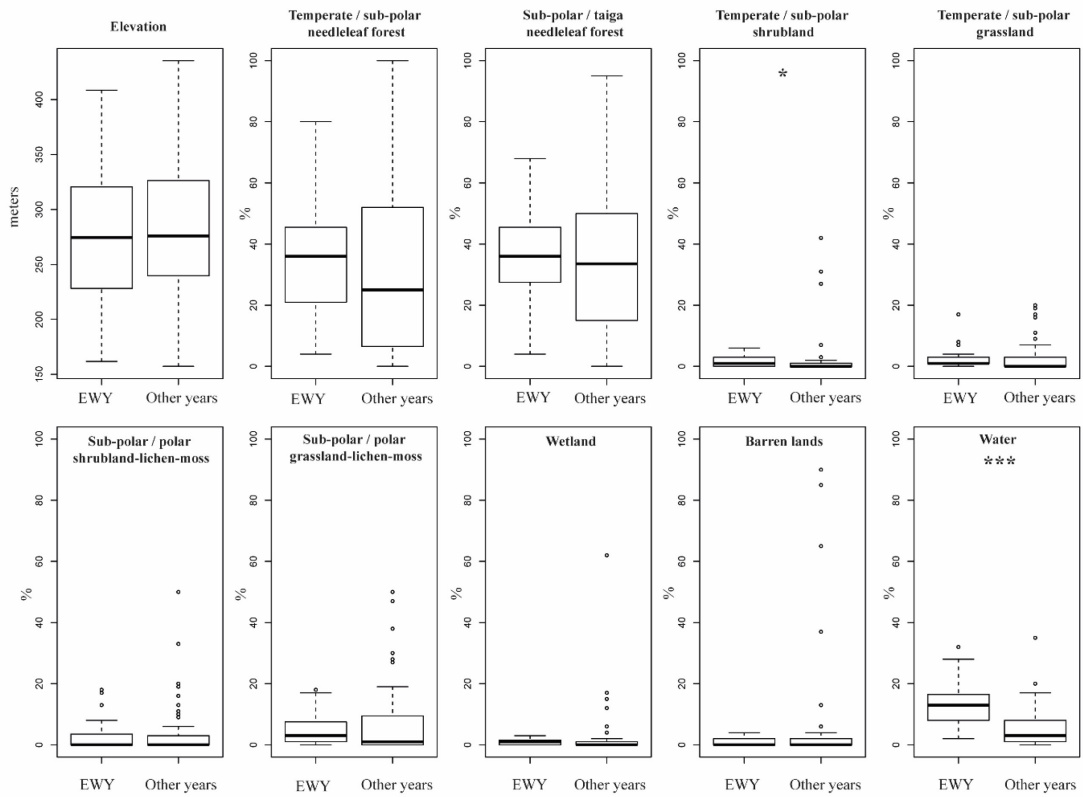 Elevation
meters
150
200
250
300
350
400
EWY
Other years
Temperate / sub-polar
needleleaf forest
%
0
20
40
60
80
100
EWY
Other years
Sub-polar / taiga
needleleaf forest
%
0
20
40
60
80
100
EWY
Other years
Temperate / sub-polar
shrubland
*
%
0
20
40
60
80
100
EWY
Other years
Temperate / sub-polar
grassland
%
0
20
40
60
80
100
EWY
Other years
Sub-polar / polar
shrubland-lichen-moss
%
0
20
40
60
80
100
EWY
Other years
Sub-polar / polar
grassland-lichen-moss
%
0
20
40
60
80
100
EWY
Other years
Wetland
%
0
20
40
60
80
100
EWY
Other years
Barren lands
%
0
20
40
60
80
100
EWY
Other years
Water
***
%
0
20
40
60
80
100
EWY
Other years